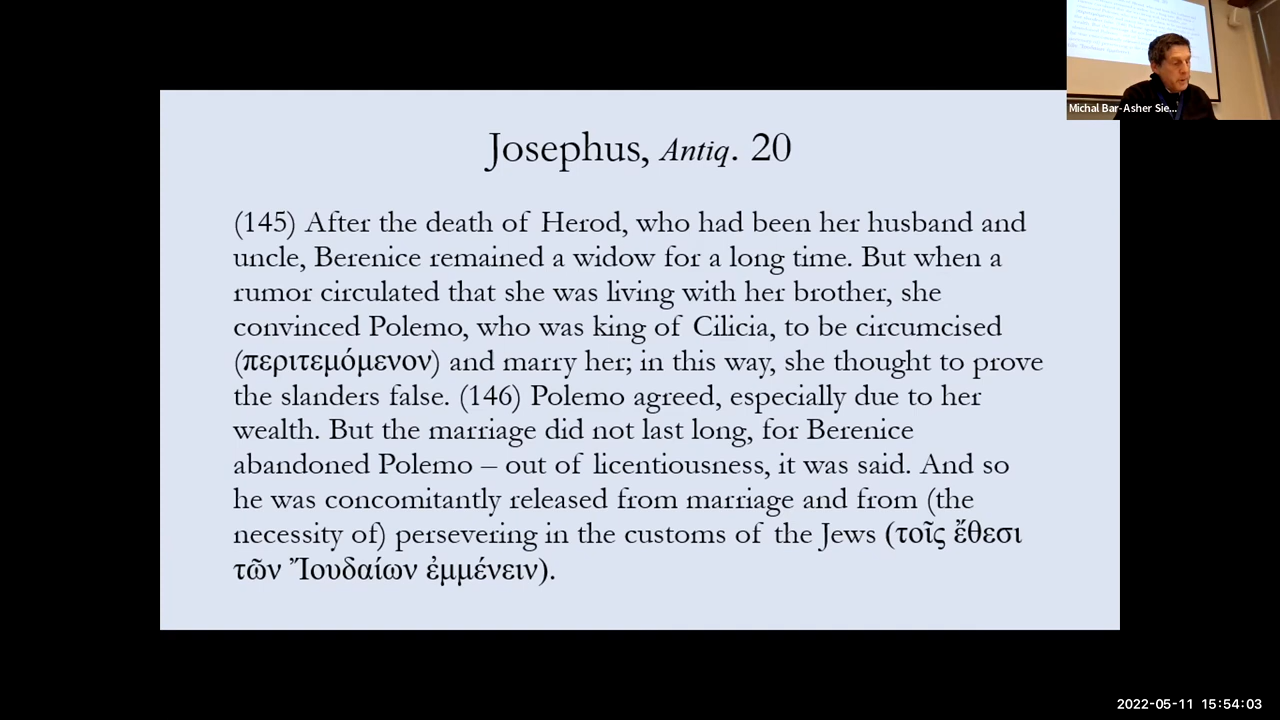 Michal Bar-Asher Sie...
Josephus, Antiq. 20
(145) After the death of Herod, who had been her husband and
uncle, Berenice remained a widow for a long time. But when a
rumor circulated that she was living with her brother, she
convinced Polemo, who was king of Cilicia, to be circumcised
(περιτεμόμενον) and marry her; in this way, she thought to prove
the slanders false. (146) Polemo agreed, especially due to her
wealth. But the marriage did not last long, for Berenice
abandoned Polemo – out of licentiousness, it was said. And so
he was concomitantly released from marriage and from (the
necessity of) persevering in the customs of the Jews (τοῖς ἔθεσι
τῶν Ἴουδαίων ἐμμένειν).
2022-05-11 15:54:03